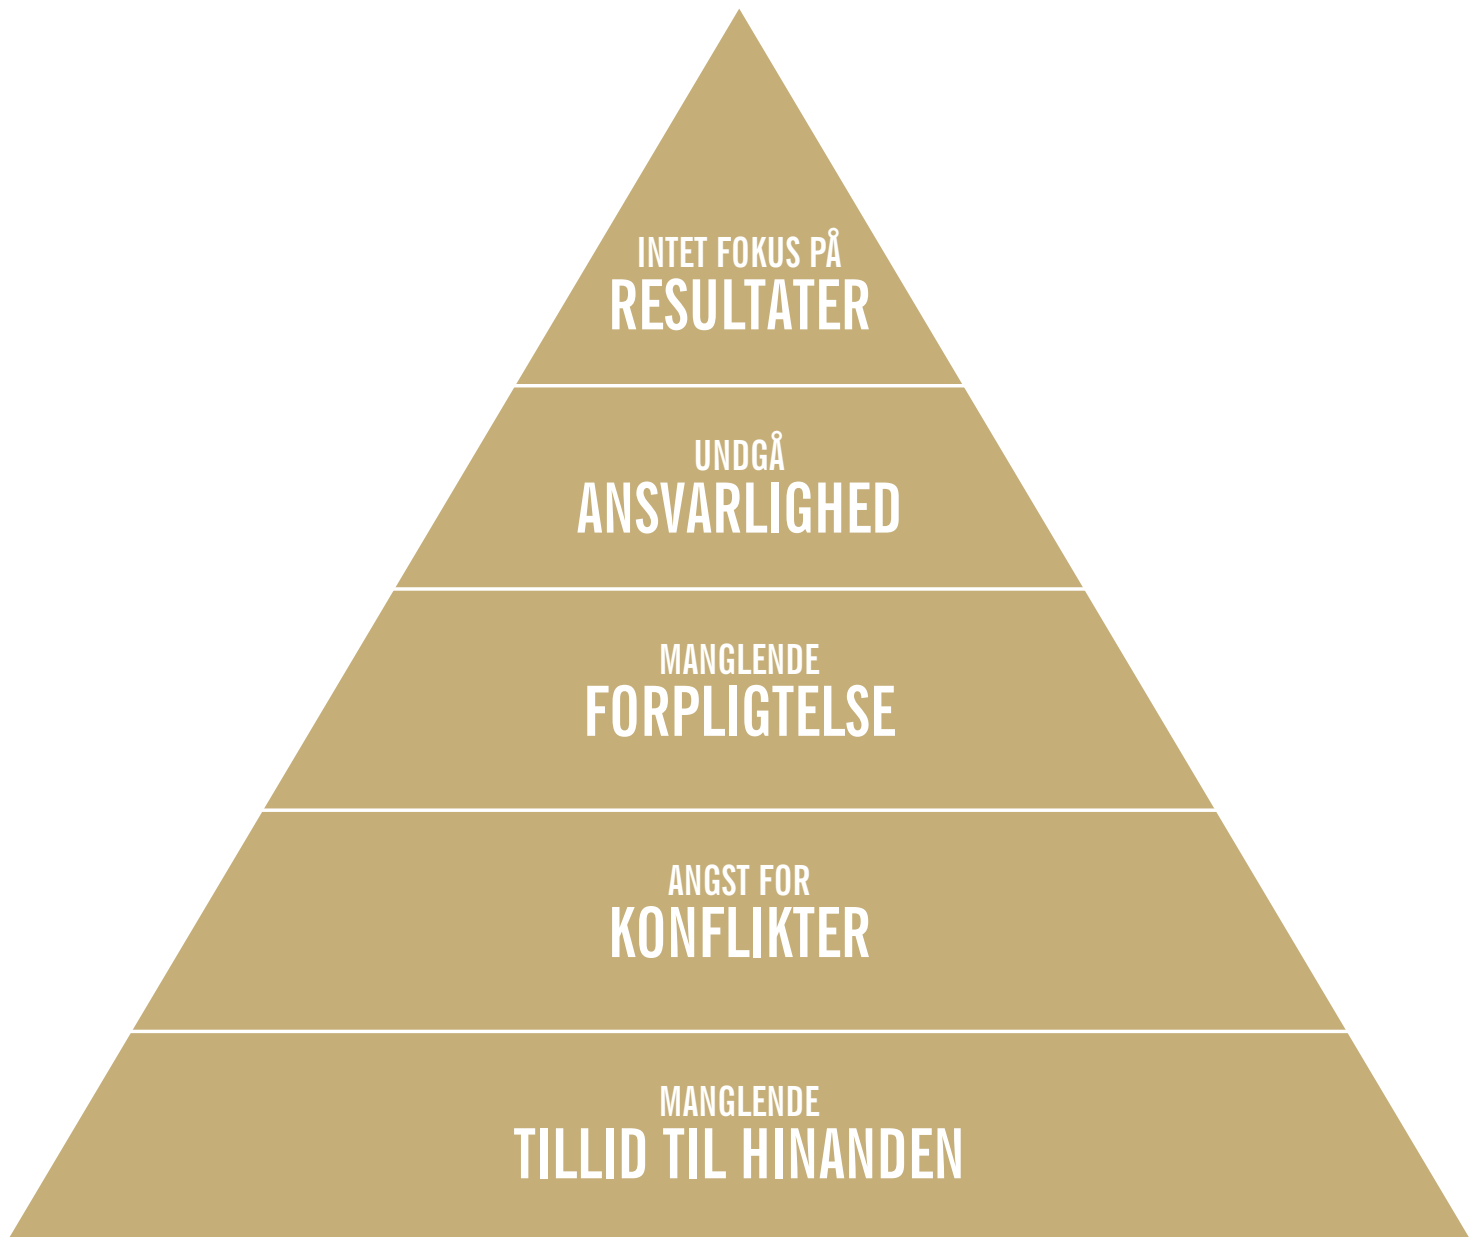 INTET FOKUS PÅ
RESULTATER
UNDGÅ
ANSVARLIGHED
MANGLENDE
FORPLIGTELSE
ANGST FOR
KONFLIKTER
MANGLENDE
TILLID TIL HINANDEN